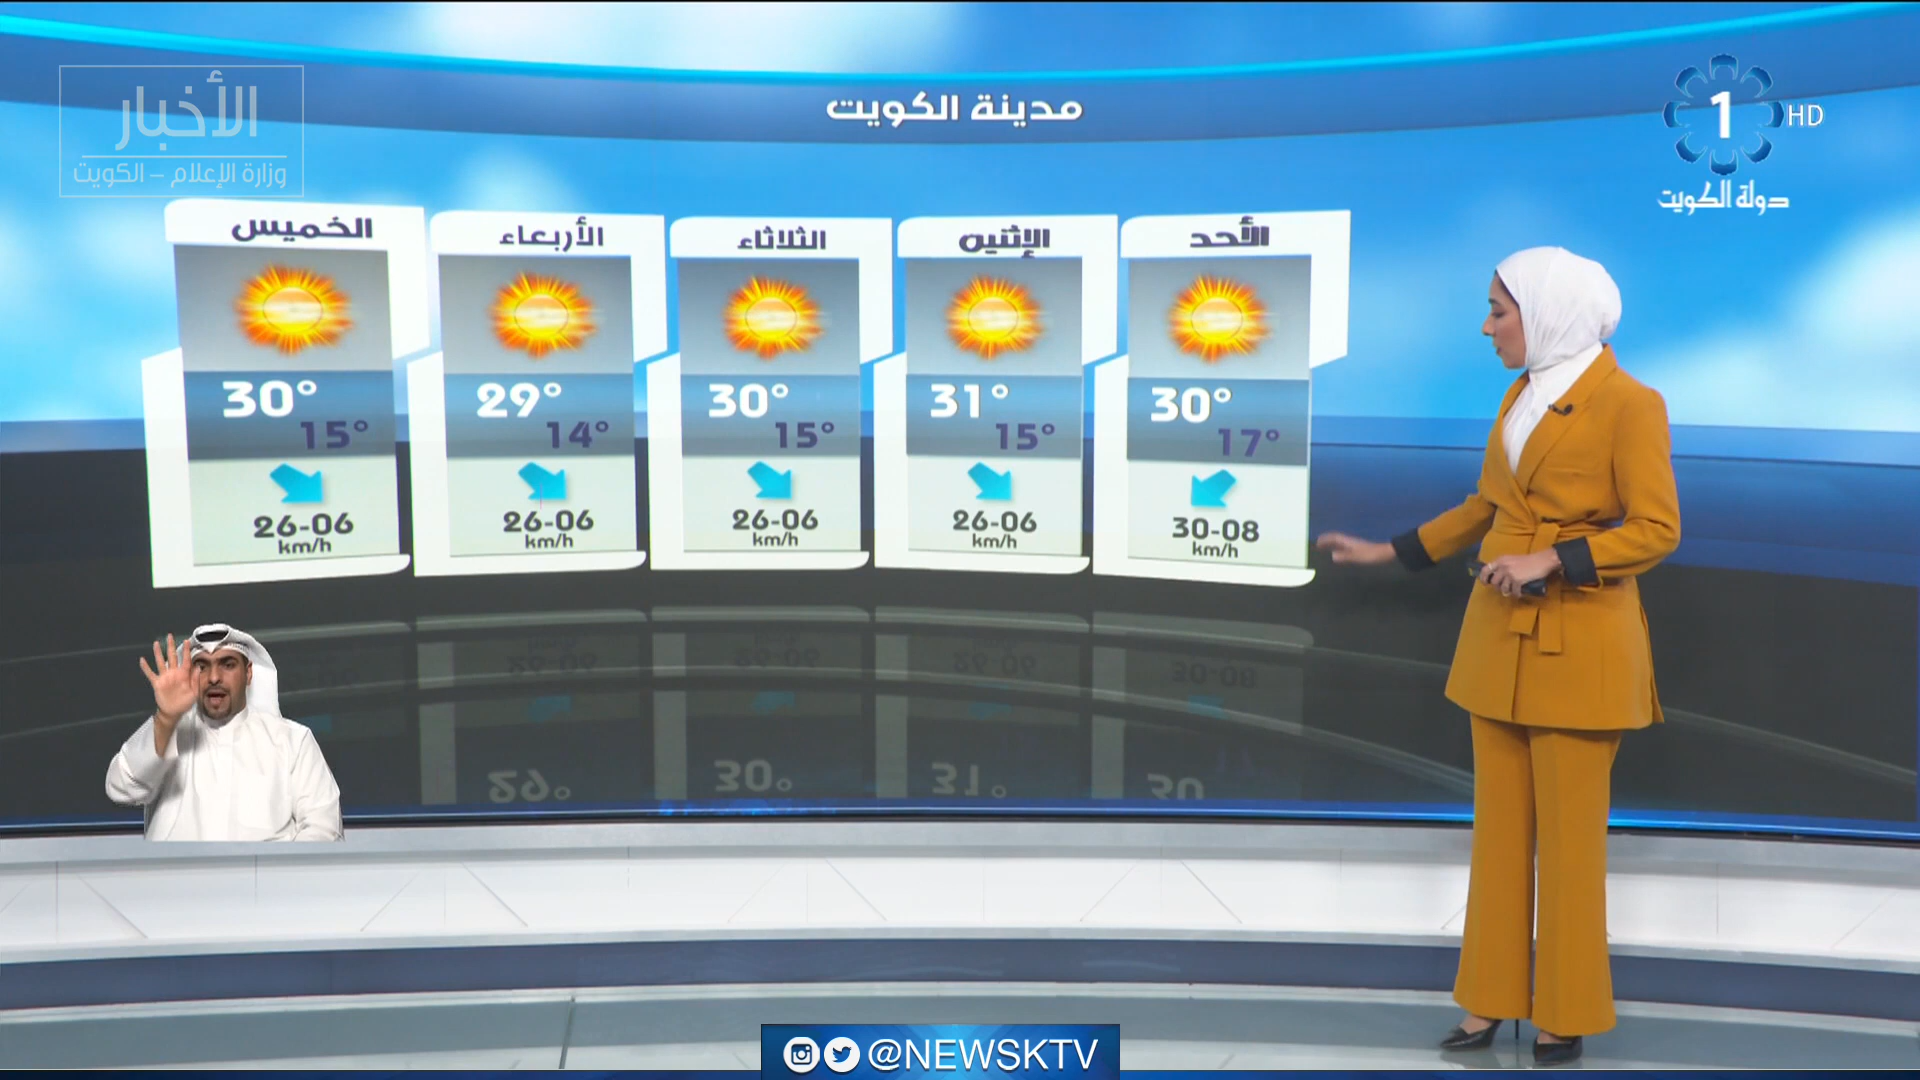 الأخبار
وزارة الإعلام - الكويت
مدينة الكويت
1 HD
دولة الكويت
الأحد
30°
17°
30-08
km/h
الإثنين
31°
15°
26-06
km/h
الثلاثاء
30°
15°
26-06
km/h
الأربعاء
29°
14°
26-06
km/h
الخميس
30°
15°
26-06
km/h
@NEWSKTV